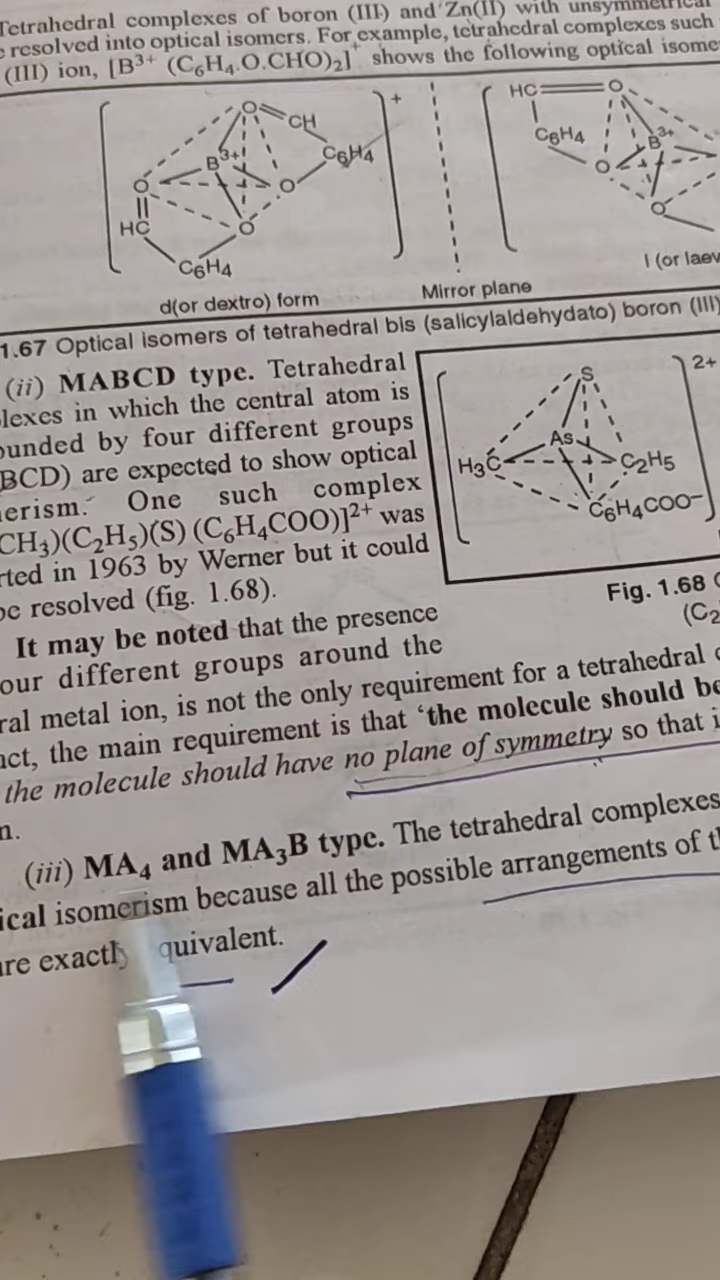 Tetrahedral complexes of boron (III) and Zn(II) with unsymmetrical
resolved into optical isomers. For example, tetrahedral complexes such
(III) ion, [B³⁺ (C₆H₄.O.CHO)₂]⁺ shows the following optical isome
O CH +
B³⁺ C₆H₄
O O
HC O
C₆H₄
HC O
C₆H₄ B³⁺
O
O
l (or laev
d(or dextro) form Mirror plane
1.67 Optical isomers of tetrahedral bis (salicylaldehydato) boron (III)
(ii) MABCD type. Tetrahedral
lexes in which the central atom is
ounded by four different groups
BCD) are expected to show optical
erism. One such complex
CH₃)(C₂H₅)(S) (C₆H₄COO)]²⁺ was
rted in 1963 by Werner but it could
be resolved (fig. 1.68).
S 2+
As
H₃C C₂H₅
C₆H₄COO⁻
Fig. 1.68
(C₂
It may be noted that the presence
our different groups around the
ral metal ion, is not the only requirement for a tetrahedral
act, the main requirement is that ‘the molecule should be
the molecule should have no plane of symmetry so that i
n.
(iii) MA₄ and MA₃B type. The tetrahedral complexes
ical isomerism because all the possible arrangements of t
are exactly quivalent.